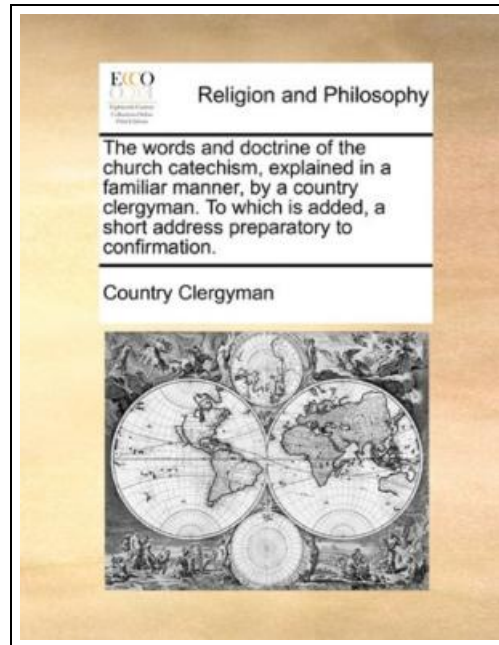 ECCO
Religion and Philosophy
The words and doctrine of the
church catechism, explained in a
familiar manner, by a country
clergyman. To which is added, a
short address preparatory to
confirmation.
Country Clergyman